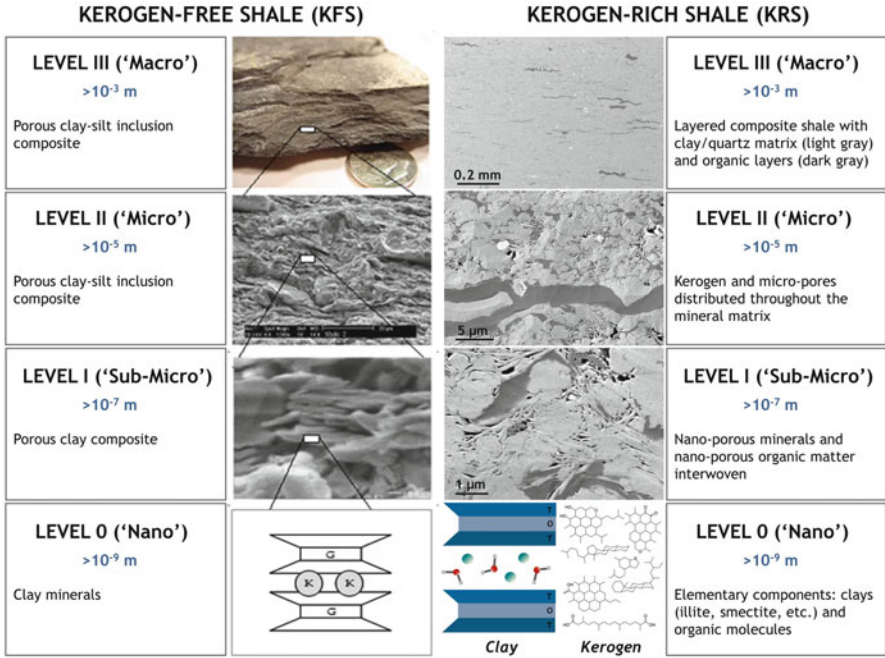 KEROGEN-FREE SHALE (KFS)
KEROGEN-RICH SHALE (KRS)
LEVEL III (‘Macro’)
>10⁻³ m
Porous clay-silt inclusion
composite
0.2 mm
LEVEL III (‘Macro’)
>10⁻³ m
Layered composite shale with
clay/quartz matrix (light gray)
and organic layers (dark gray)
LEVEL II (‘Micro’)
>10⁻⁵ m
Porous clay-silt inclusion
composite
5 µm
LEVEL II (‘Micro’)
>10⁻⁵ m
Kerogen and micro-pores
distributed throughout the
mineral matrix
LEVEL I (‘Sub-Micro’)
>10⁻⁷ m
Porous clay composite
1 µm
LEVEL I (‘Sub-Micro’)
>10⁻⁷ m
Nano-porous minerals and
nano-porous organic matter
interwoven
LEVEL 0 (‘Nano’)
>10⁻⁹ m
Clay minerals
G
K K
G
T
O
T
T
O
T
Clay
Kerogen
LEVEL 0 (‘Nano’)
>10⁻⁹ m
Elementary components: clays
(illite, smectite, etc.) and
organic molecules